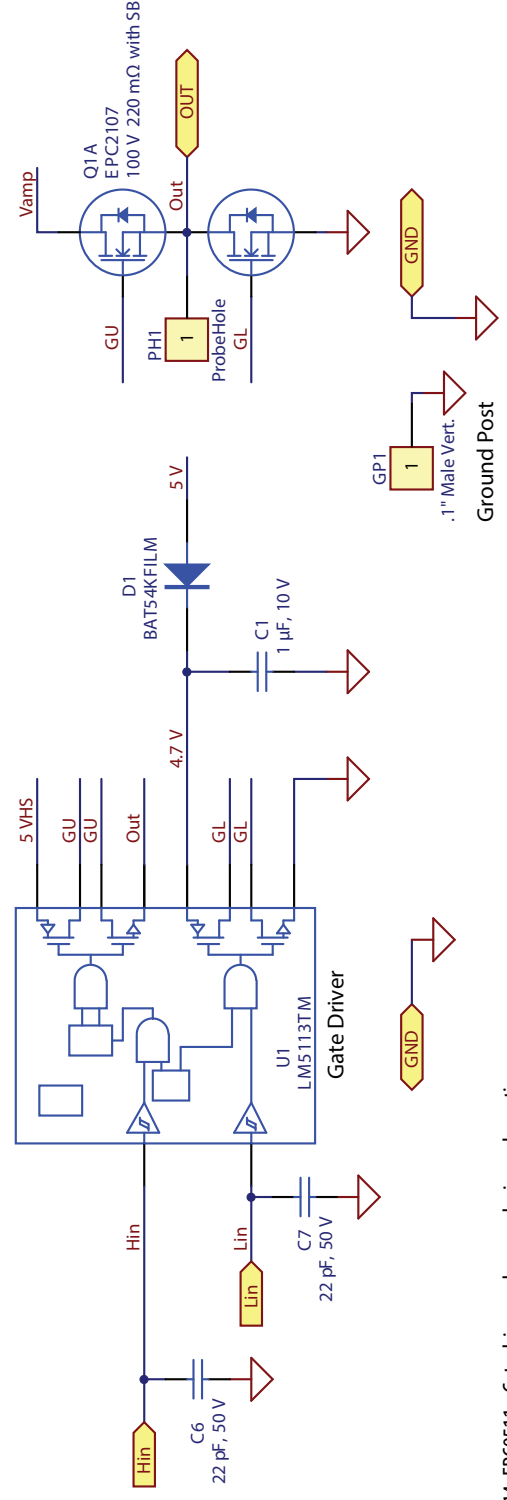 Hin
C6
22 pF, 50 V
Hin
Lin
C7
22 pF, 50 V
Lin
U1
LM5113TM
Gate Driver
GND
5 VHS
GU
GU
Out
4.7 V
GL
GL
C1
1 µF, 10 V
D1
BAT54KFILM
5 V
Vamp
Q1A
EPC2107
100 V 220 mΩ with SB
GU
PH1
1
ProbeHole
Out
OUT
GL
GP1
1
.1" Male Vert.
Ground Post
GND